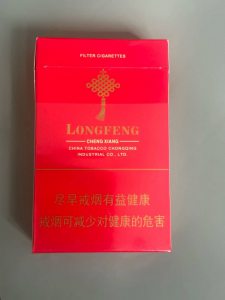 FILTER CIGARETTES
LONGFENG
CHENG XIANG
CHINA TOBACCO CHONGQING
INDUSTRIAL CO., LTD.
尽早戒烟有益健康
戒烟可减少对健康的危害